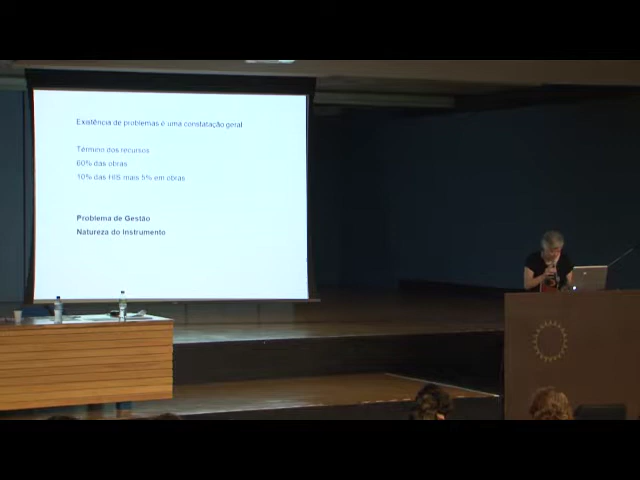 Existência de problemas é uma constatação geral
Término dos recursos
60% das obras
10% das HIS mais 5% em obras
Problema de Gestão
Natureza do Instrumento